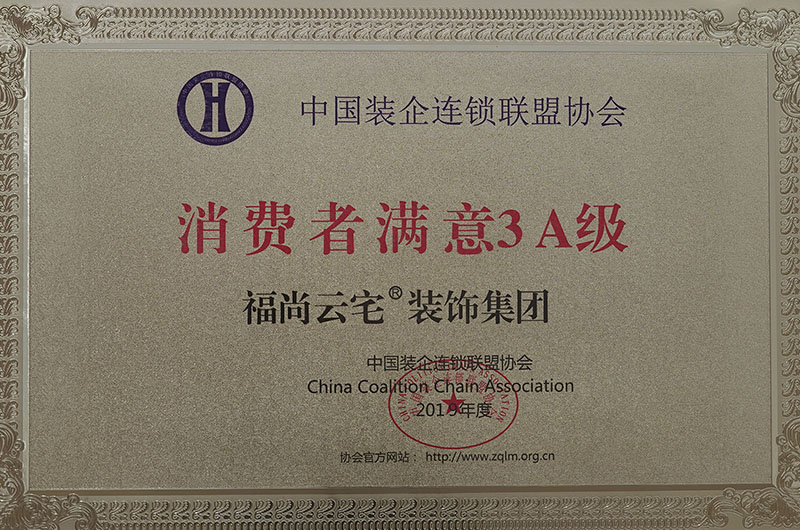 中国装企连锁联盟协会
消费者满意3A级
福尚云宅®装饰集团
中国装企连锁联盟协会
China Coalition Chain Association
2019年度
协会官方网站： http://www.zqlm.org.cn